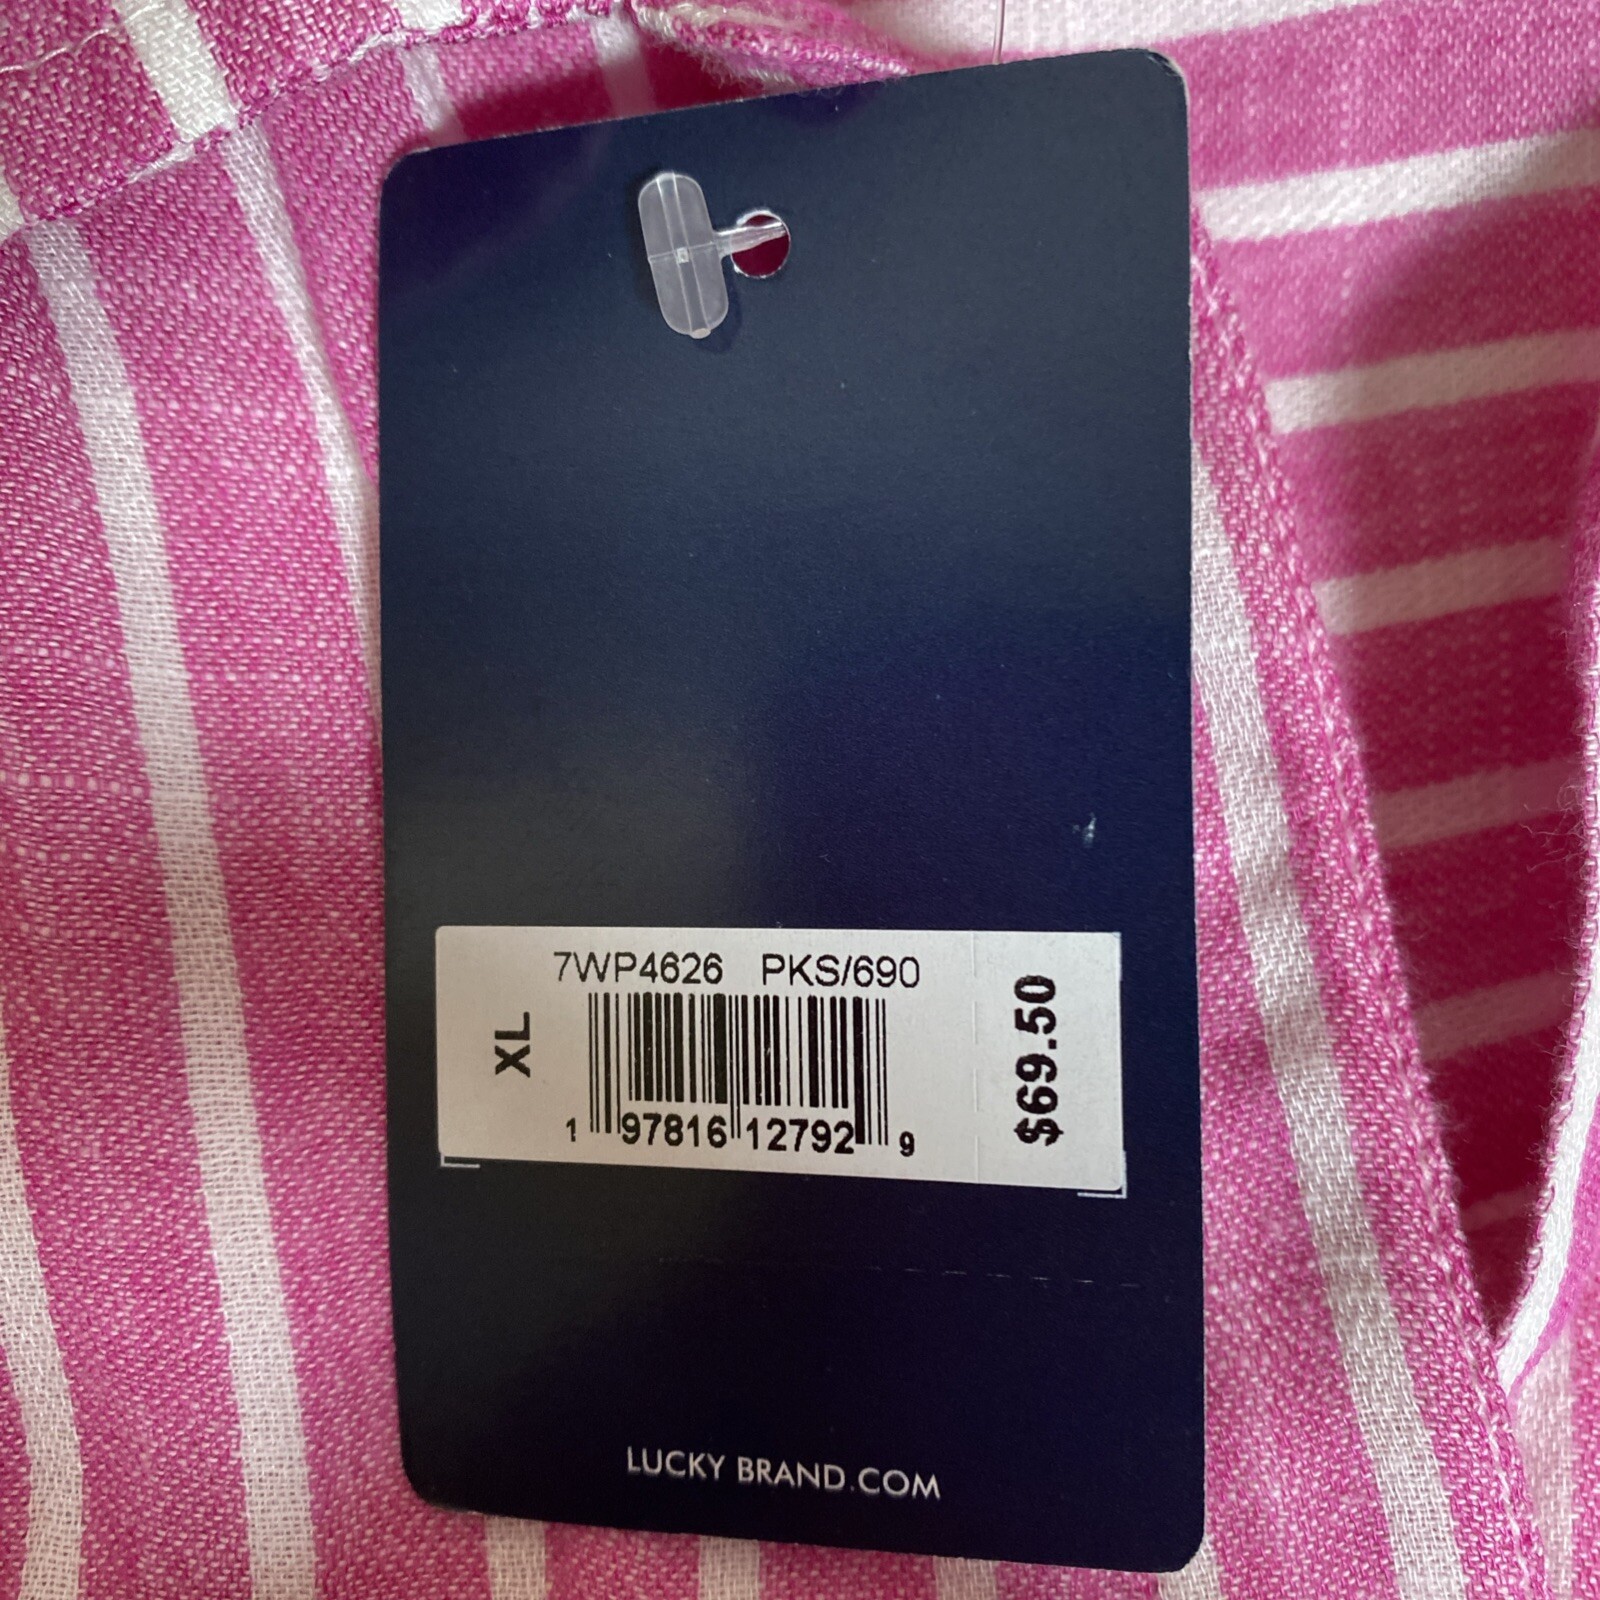 7WP4626 PKS/690
XL
1 97816 12792 9
$69.50
LUCKY BRAND.COM